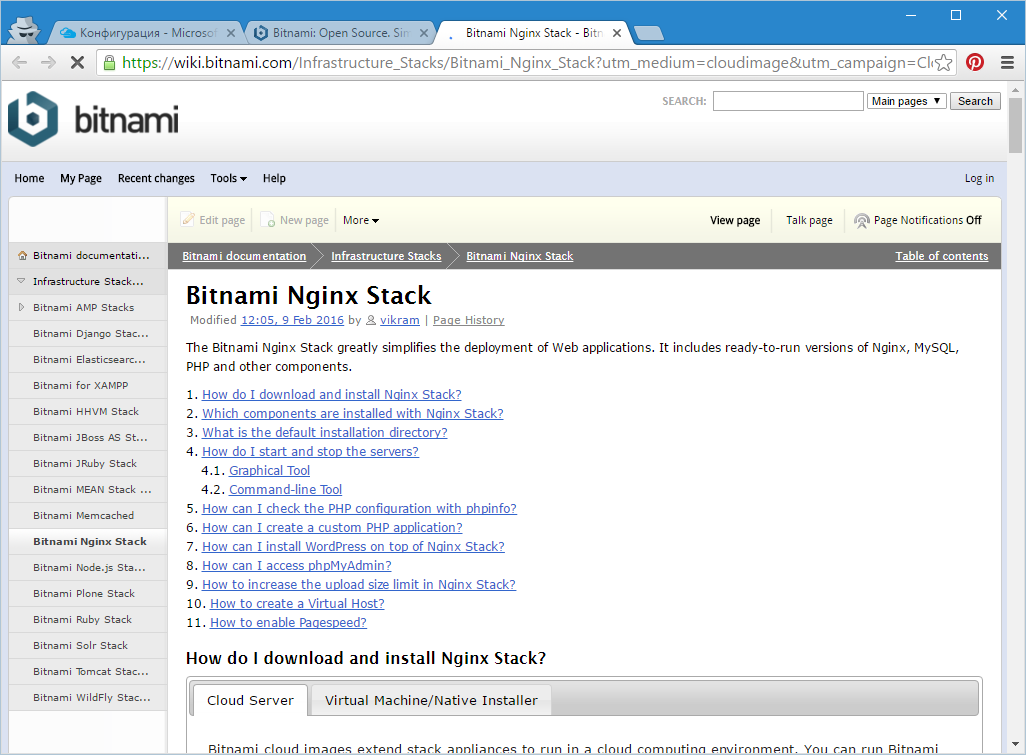 Конфигурация - Microsof
Bitnami: Open Source. Sim
Bitnami Nginx Stack - Bitn
https://wiki.bitnami.com/Infrastructure_Stacks/Bitnami_Nginx_Stack?utm_medium=cloudimage&utm_campaign=Cl
bitnami
SEARCH:
Main pages
Search
Home
My Page
Recent changes
Tools
Help
Log in
Edit page
New page
More
View page
Talk page
Page Notifications Off
Bitnami documentation
Infrastructure Stacks
Bitnami Nginx Stack
Table of contents
Bitnami documentati...
Infrastructure Stack...
Bitnami AMP Stacks
Bitnami Django Stac...
Bitnami Elasticsearc...
Bitnami for XAMPP
Bitnami HHVM Stack
Bitnami JBoss AS St...
Bitnami JRuby Stack
Bitnami MEAN Stack ...
Bitnami Memcached
Bitnami Nginx Stack
Bitnami Node.js Sta...
Bitnami Plone Stack
Bitnami Ruby Stack
Bitnami Solr Stack
Bitnami Tomcat Stac...
Bitnami WildFly Stac...
Bitnami Nginx Stack
Modified 12:05, 9 Feb 2016 by vikram | Page History
The Bitnami Nginx Stack greatly simplifies the deployment of Web applications. It includes ready-to-run versions of Nginx, MySQL,
PHP and other components.
1. How do I download and install Nginx Stack?
2. Which components are installed with Nginx Stack?
3. What is the default installation directory?
4. How do I start and stop the servers?
4.1. Graphical Tool
4.2. Command-line Tool
5. How can I check the PHP configuration with phpinfo?
6. How can I create a custom PHP application?
7. How can I install WordPress on top of Nginx Stack?
8. How can I access phpMyAdmin?
9. How to increase the upload size limit in Nginx Stack?
10. How to create a Virtual Host?
11. How to enable Pagespeed?
How do I download and install Nginx Stack?
Cloud Server
Virtual Machine/Native Installer
Bitnami cloud images extend stack appliances to run in a cloud computing environment. You can run Bitnami